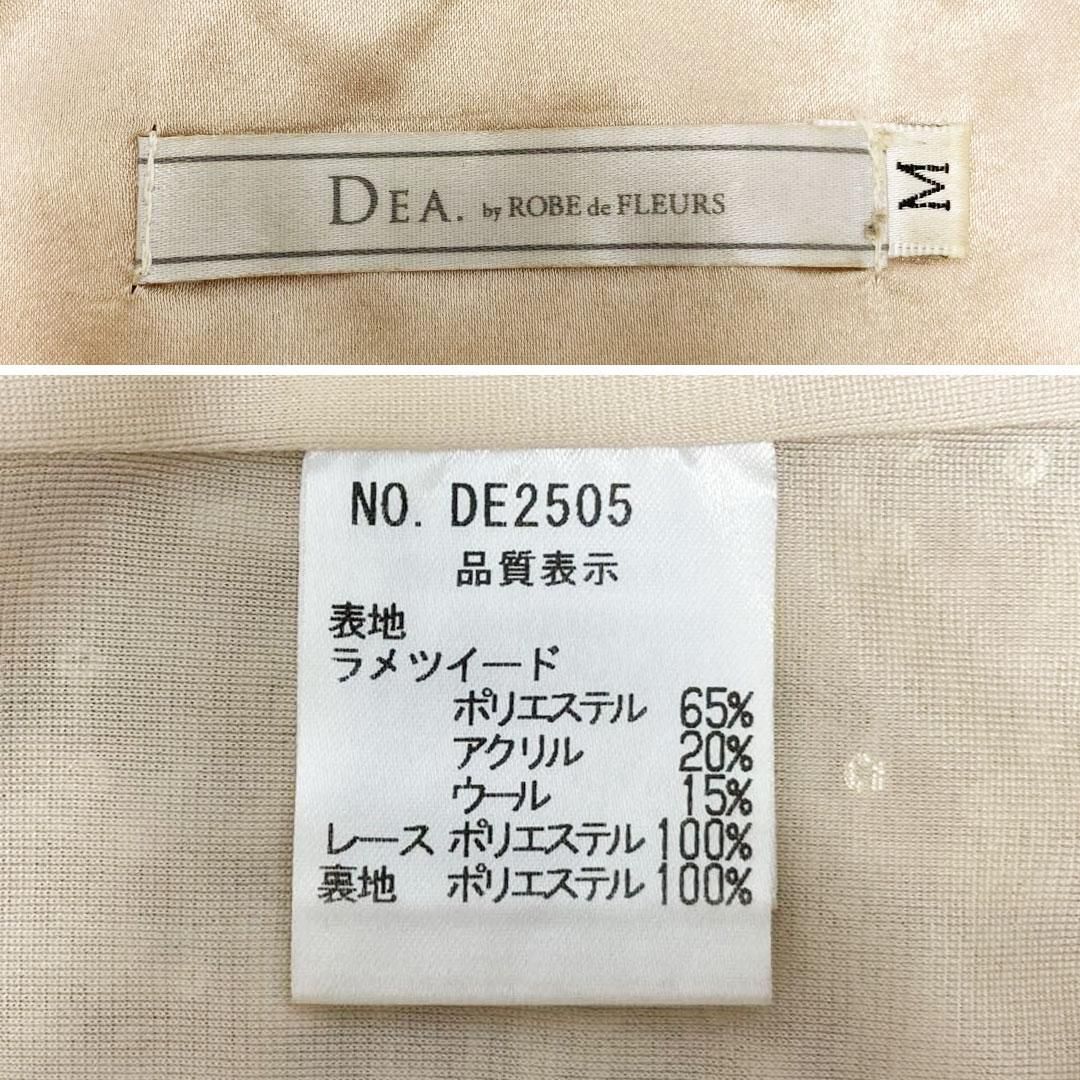 DEA. by ROBE de FLEURS
M
NO. DE2505
品質表示
表地
ラメツイード
ポリエステル 65%
アクリル 20%
ウール 15%
レース ポリエステル 100%
裏地 ポリエステル 100%